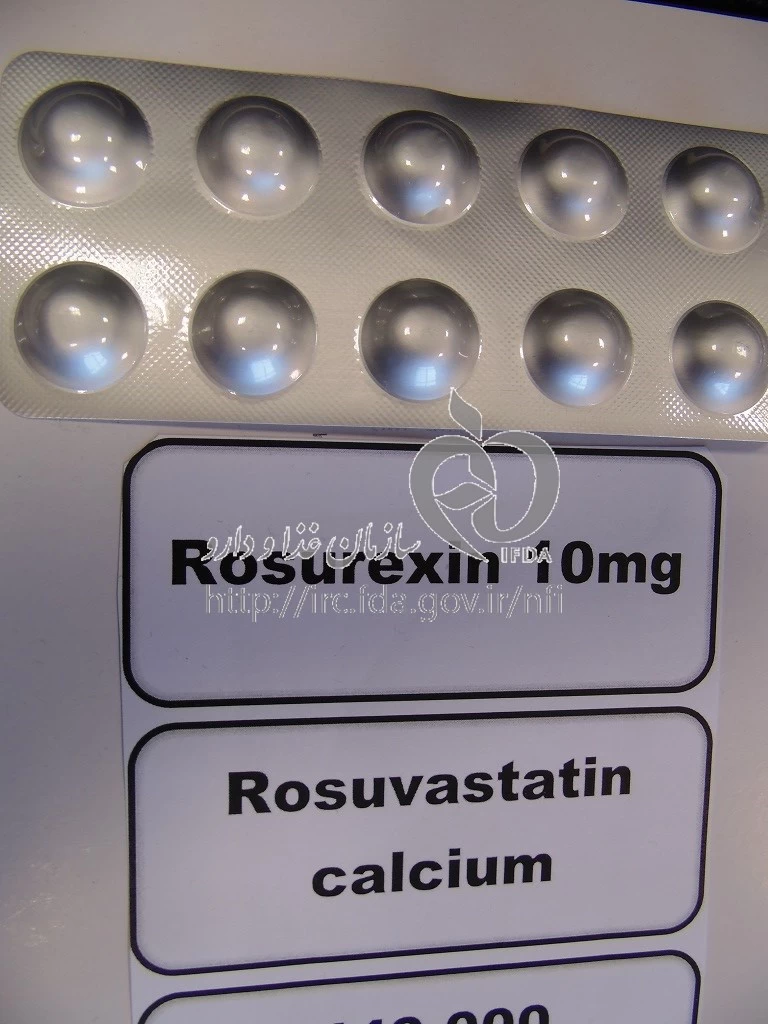 Rosurexin 10mg
سازمان غذا و دارو
IFDA
http://irc.fda.gov.ir/nfi
Rosuvastatin
calcium